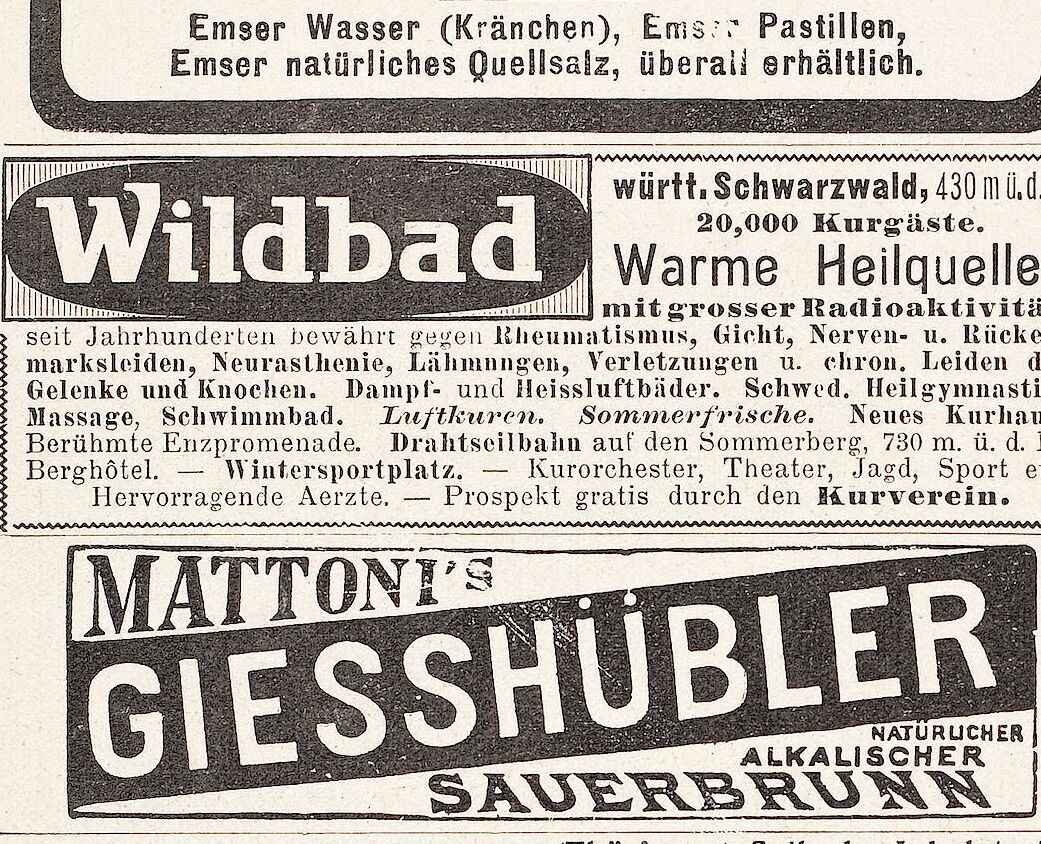 Emser Wasser (Kränchen), Emser Pastillen,
Emser natürliches Quellsalz, überall erhältlich.
Wildbad
württ. Schwarzwald, 430 m ü. d.
20,000 Kurgäste.
Warme Heilquelle
mit grosser Radioaktivitä
seit Jahrhunderten bewährt gegen Rheumatismus, Gicht, Nerven- u. Rücke
marksleiden, Neurasthenie, Lähmungen, Verletzungen u. chron. Leiden d
Gelenke und Knochen. Dampf- und Heissluftbäder. Schwed. Heilgymnasti
Massage, Schwimmbad. Luftkuren. Sommerfrische. Neues Kurhau
Berühmte Enzpromenade. Drahtseilbahn auf den Sommerberg, 730 m. ü. d.
Berghôtel. — Wintersportplatz. — Kurorchester, Theater, Jagd, Sport e
Hervorragende Aerzte. — Prospekt gratis durch den Kurverein.
MATTONI's
GIESSHÜBLER
NATÜRLICHER
ALKALISCHER
SAUERBRUNN